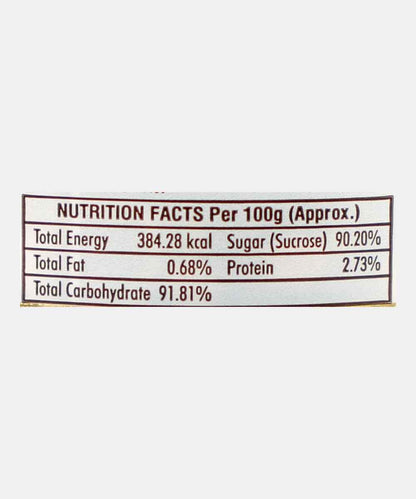 NUTRITION FACTS Per 100g (Approx.)
Total Energy 384.28 kcal Sugar (Sucrose) 90.20%
Total Fat 0.68% Protein 2.73%
Total Carbohydrate 91.81%